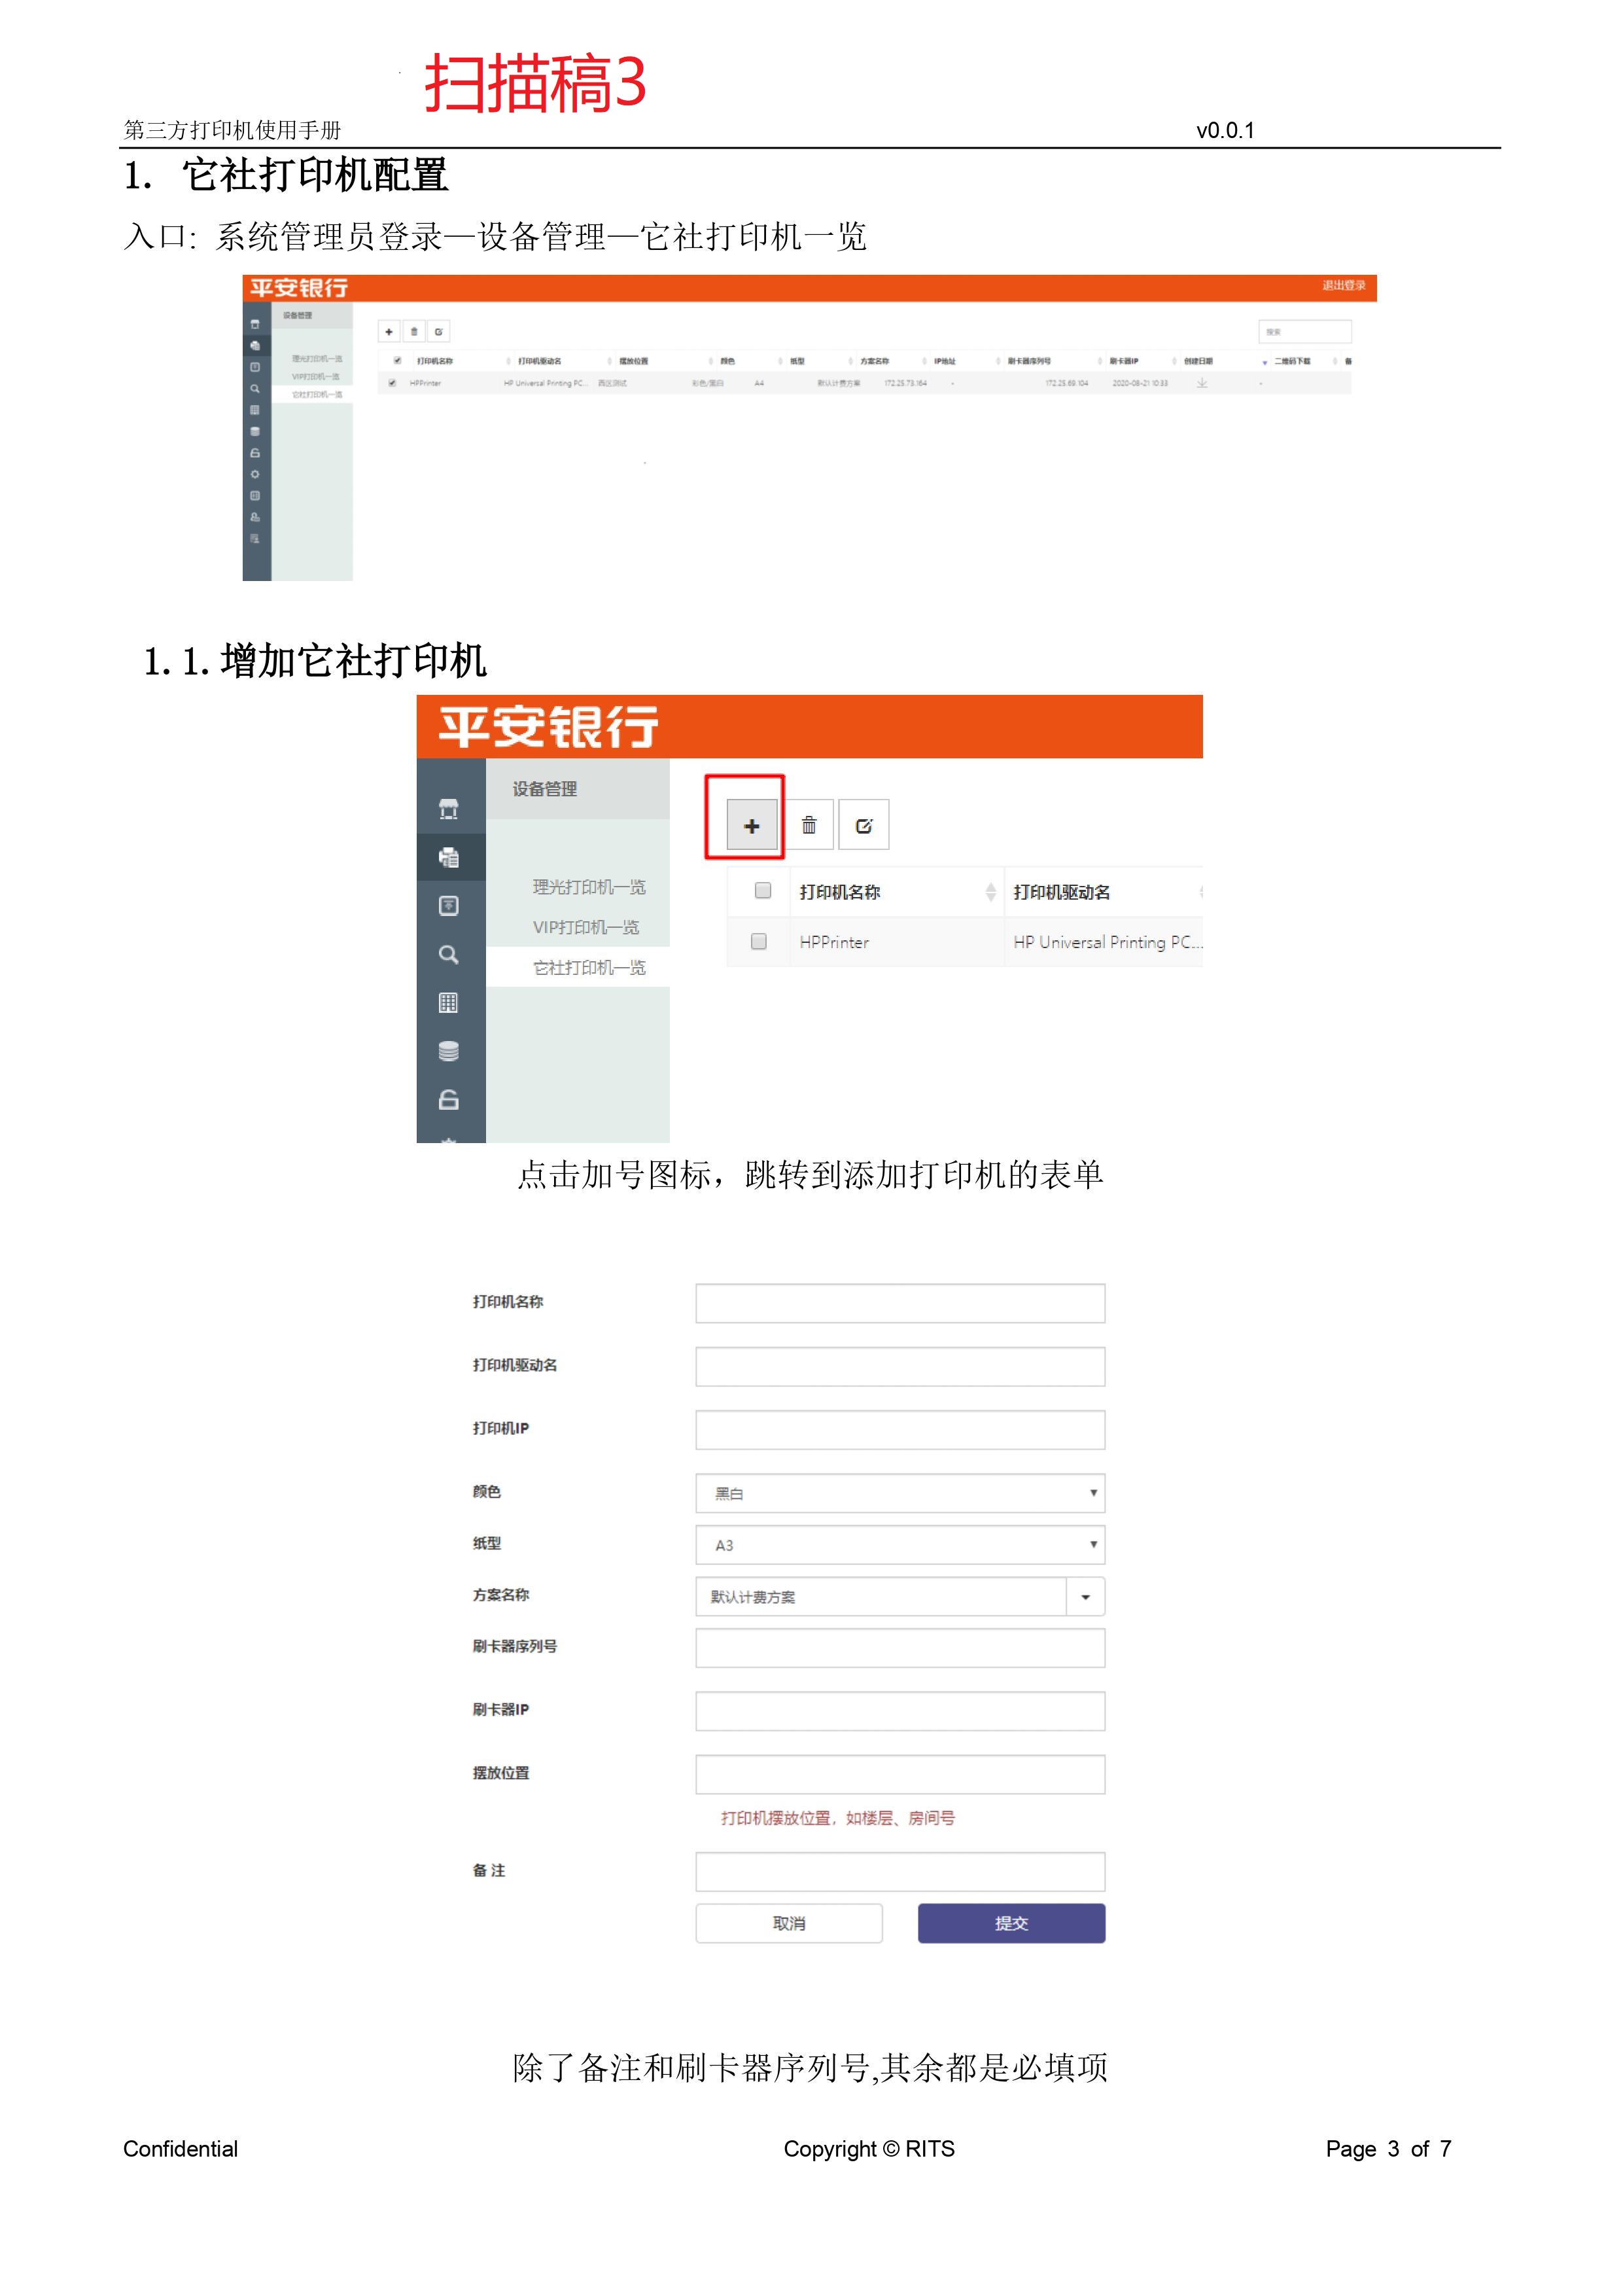 扫描稿3
第三方打印机使用手册 v0.0.1
1. 它社打印机配置
入口: 系统管理员登录—设备管理—它社打印机一览
平安银行 退出登录
设备管理
搜索
理光打印机一览
VIP打印机一览
它社打印机一览
打印机名称 打印机驱动名 摆放位置 颜色 纸型 方案名称 IP地址 刷卡器序列号 刷卡器IP 创建日期 二维码下载 备
HPPrinter HP Universal Printing PC... 西区测试 彩色/黑白 A4 默认计费方案 172.25.73.164 - 172.25.69.104 2020-08-21 10:33 -
1.1.增加它社打印机
平安银行
设备管理
理光打印机一览
VIP打印机一览
它社打印机一览
打印机名称 打印机驱动名
HPPrinter HP Universal Printing PC...
点击加号图标，跳转到添加打印机的表单
打印机名称
打印机驱动名
打印机IP
颜色 黑白
纸型 A3
方案名称 默认计费方案
刷卡器序列号
刷卡器IP
摆放位置
打印机摆放位置，如楼层、房间号
备 注
取消 提交
除了备注和刷卡器序列号,其余都是必填项
Confidential Copyright © RITS Page 3 of 7